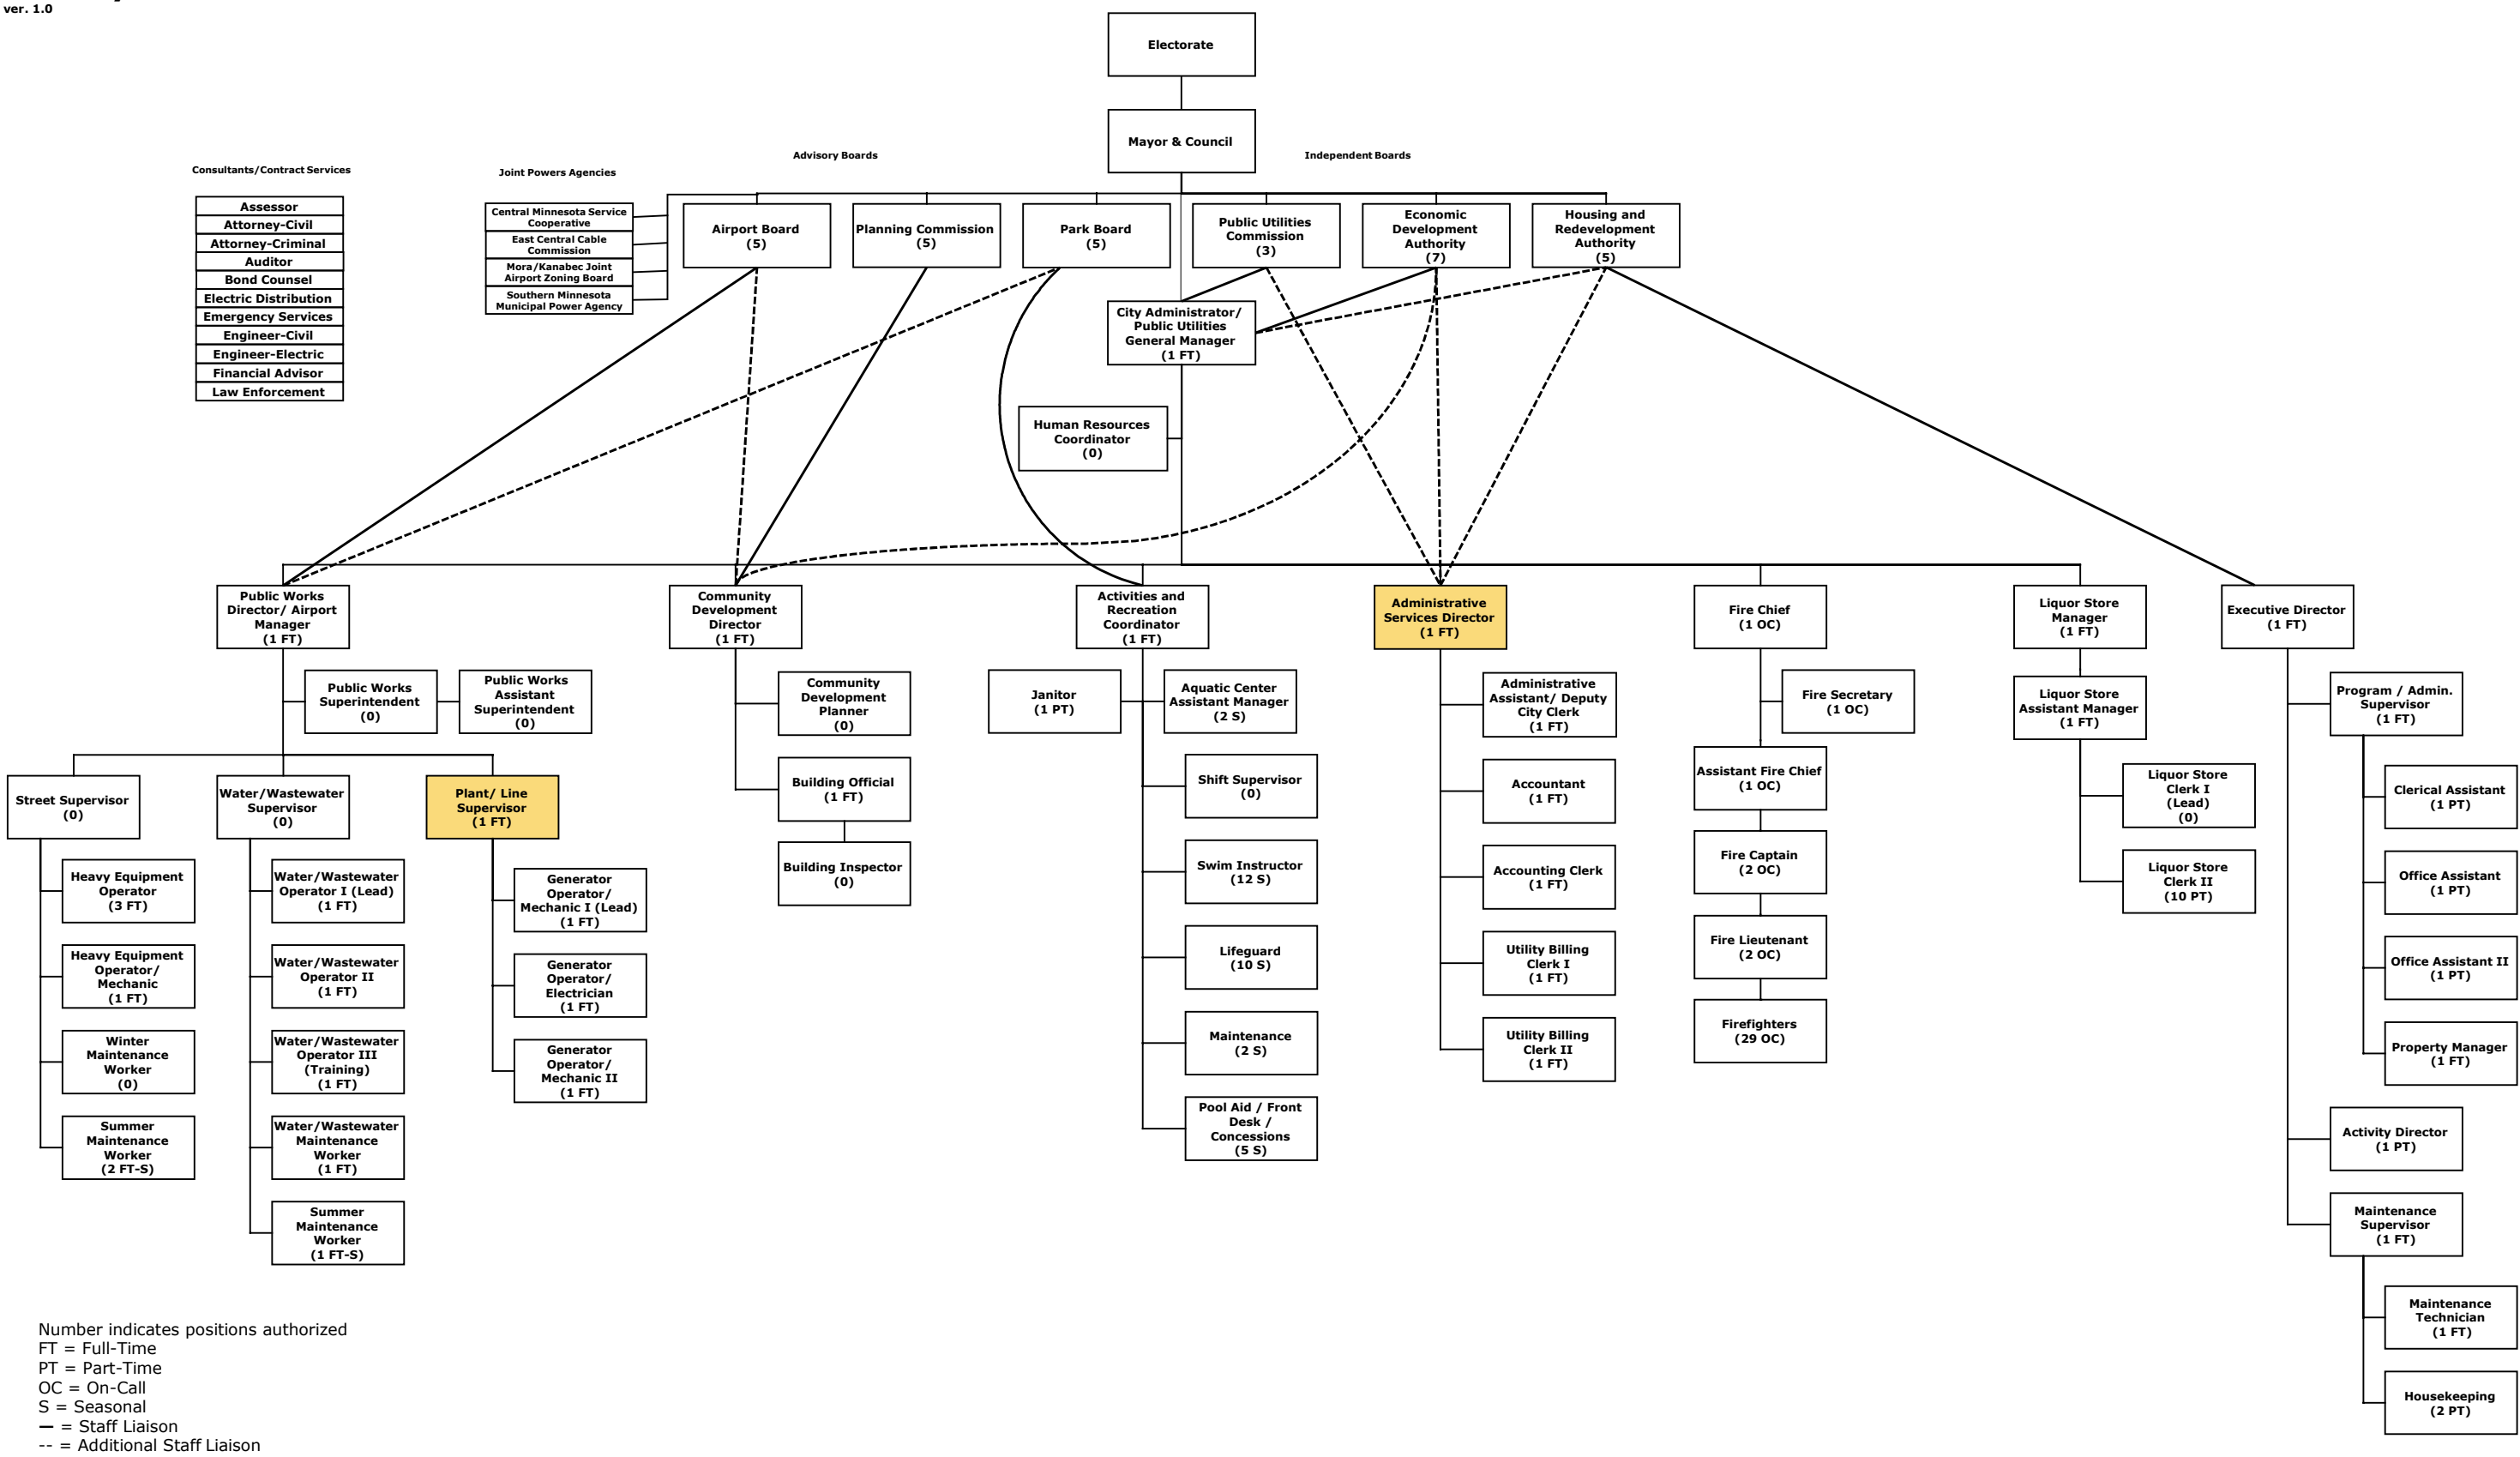 ver. 1.0
Electorate
Mayor & Council
Advisory Boards
Independent Boards
Consultants/Contract Services
Joint Powers Agencies
Assessor
Attorney-Civil
Attorney-Criminal
Auditor
Bond Counsel
Electric Distribution
Emergency Services
Engineer-Civil
Engineer-Electric
Financial Advisor
Law Enforcement
Central Minnesota Service
Cooperative
East Central Cable
Commission
Mora/Kanabec Joint
Airport Zoning Board
Southern Minnesota
Municipal Power Agency
Airport Board
(5)
Planning Commission
(5)
Park Board
(5)
Public Utilities
Commission
(3)
Economic
Development
Authority
(7)
Housing and
Redevelopment
Authority
(5)
City Administrator/
Public Utilities
General Manager
(1 FT)
Human Resources
Coordinator
(0)
Public Works
Director/ Airport
Manager
(1 FT)
Community
Development
Director
(1 FT)
Activities and
Recreation
Coordinator
(1 FT)
Administrative
Services Director
(1 FT)
Fire Chief
(1 OC)
Liquor Store
Manager
(1 FT)
Executive Director
(1 FT)
Public Works
Superintendent
(0)
Public Works
Assistant
Superintendent
(0)
Street Supervisor
(0)
Water/Wastewater
Supervisor
(0)
Plant/ Line
Supervisor
(1 FT)
Heavy Equipment
Operator
(3 FT)
Heavy Equipment
Operator/
Mechanic
(1 FT)
Winter
Maintenance
Worker
(0)
Summer
Maintenance
Worker
(2 FT-S)
Water/Wastewater
Operator I (Lead)
(1 FT)
Water/Wastewater
Operator II
(1 FT)
Water/Wastewater
Operator III
(Training)
(1 FT)
Water/Wastewater
Maintenance
Worker
(1 FT)
Summer
Maintenance
Worker
(1 FT-S)
Generator
Operator/
Mechanic I (Lead)
(1 FT)
Generator
Operator/
Electrician
(1 FT)
Generator
Operator/
Mechanic II
(1 FT)
Community
Development
Planner
(0)
Building Official
(1 FT)
Building Inspector
(0)
Janitor
(1 PT)
Aquatic Center
Assistant Manager
(2 S)
Shift Supervisor
(0)
Swim Instructor
(12 S)
Lifeguard
(10 S)
Maintenance
(2 S)
Pool Aid / Front
Desk /
Concessions
(5 S)
Administrative
Assistant/ Deputy
City Clerk
(1 FT)
Accountant
(1 FT)
Accounting Clerk
(1 FT)
Utility Billing
Clerk I
(1 FT)
Utility Billing
Clerk II
(1 FT)
Fire Secretary
(1 OC)
Assistant Fire Chief
(1 OC)
Fire Captain
(2 OC)
Fire Lieutenant
(2 OC)
Firefighters
(29 OC)
Liquor Store
Assistant Manager
(1 FT)
Liquor Store
Clerk I
(Lead)
(0)
Liquor Store
Clerk II
(10 PT)
Program / Admin.
Supervisor
(1 FT)
Clerical Assistant
(1 PT)
Office Assistant
(1 PT)
Office Assistant II
(1 PT)
Property Manager
(1 FT)
Activity Director
(1 PT)
Maintenance
Supervisor
(1 FT)
Maintenance
Technician
(1 FT)
Housekeeping
(2 PT)
Number indicates positions authorized
FT = Full-Time
PT = Part-Time
OC = On-Call
S = Seasonal
— = Staff Liaison
-- = Additional Staff Liaison